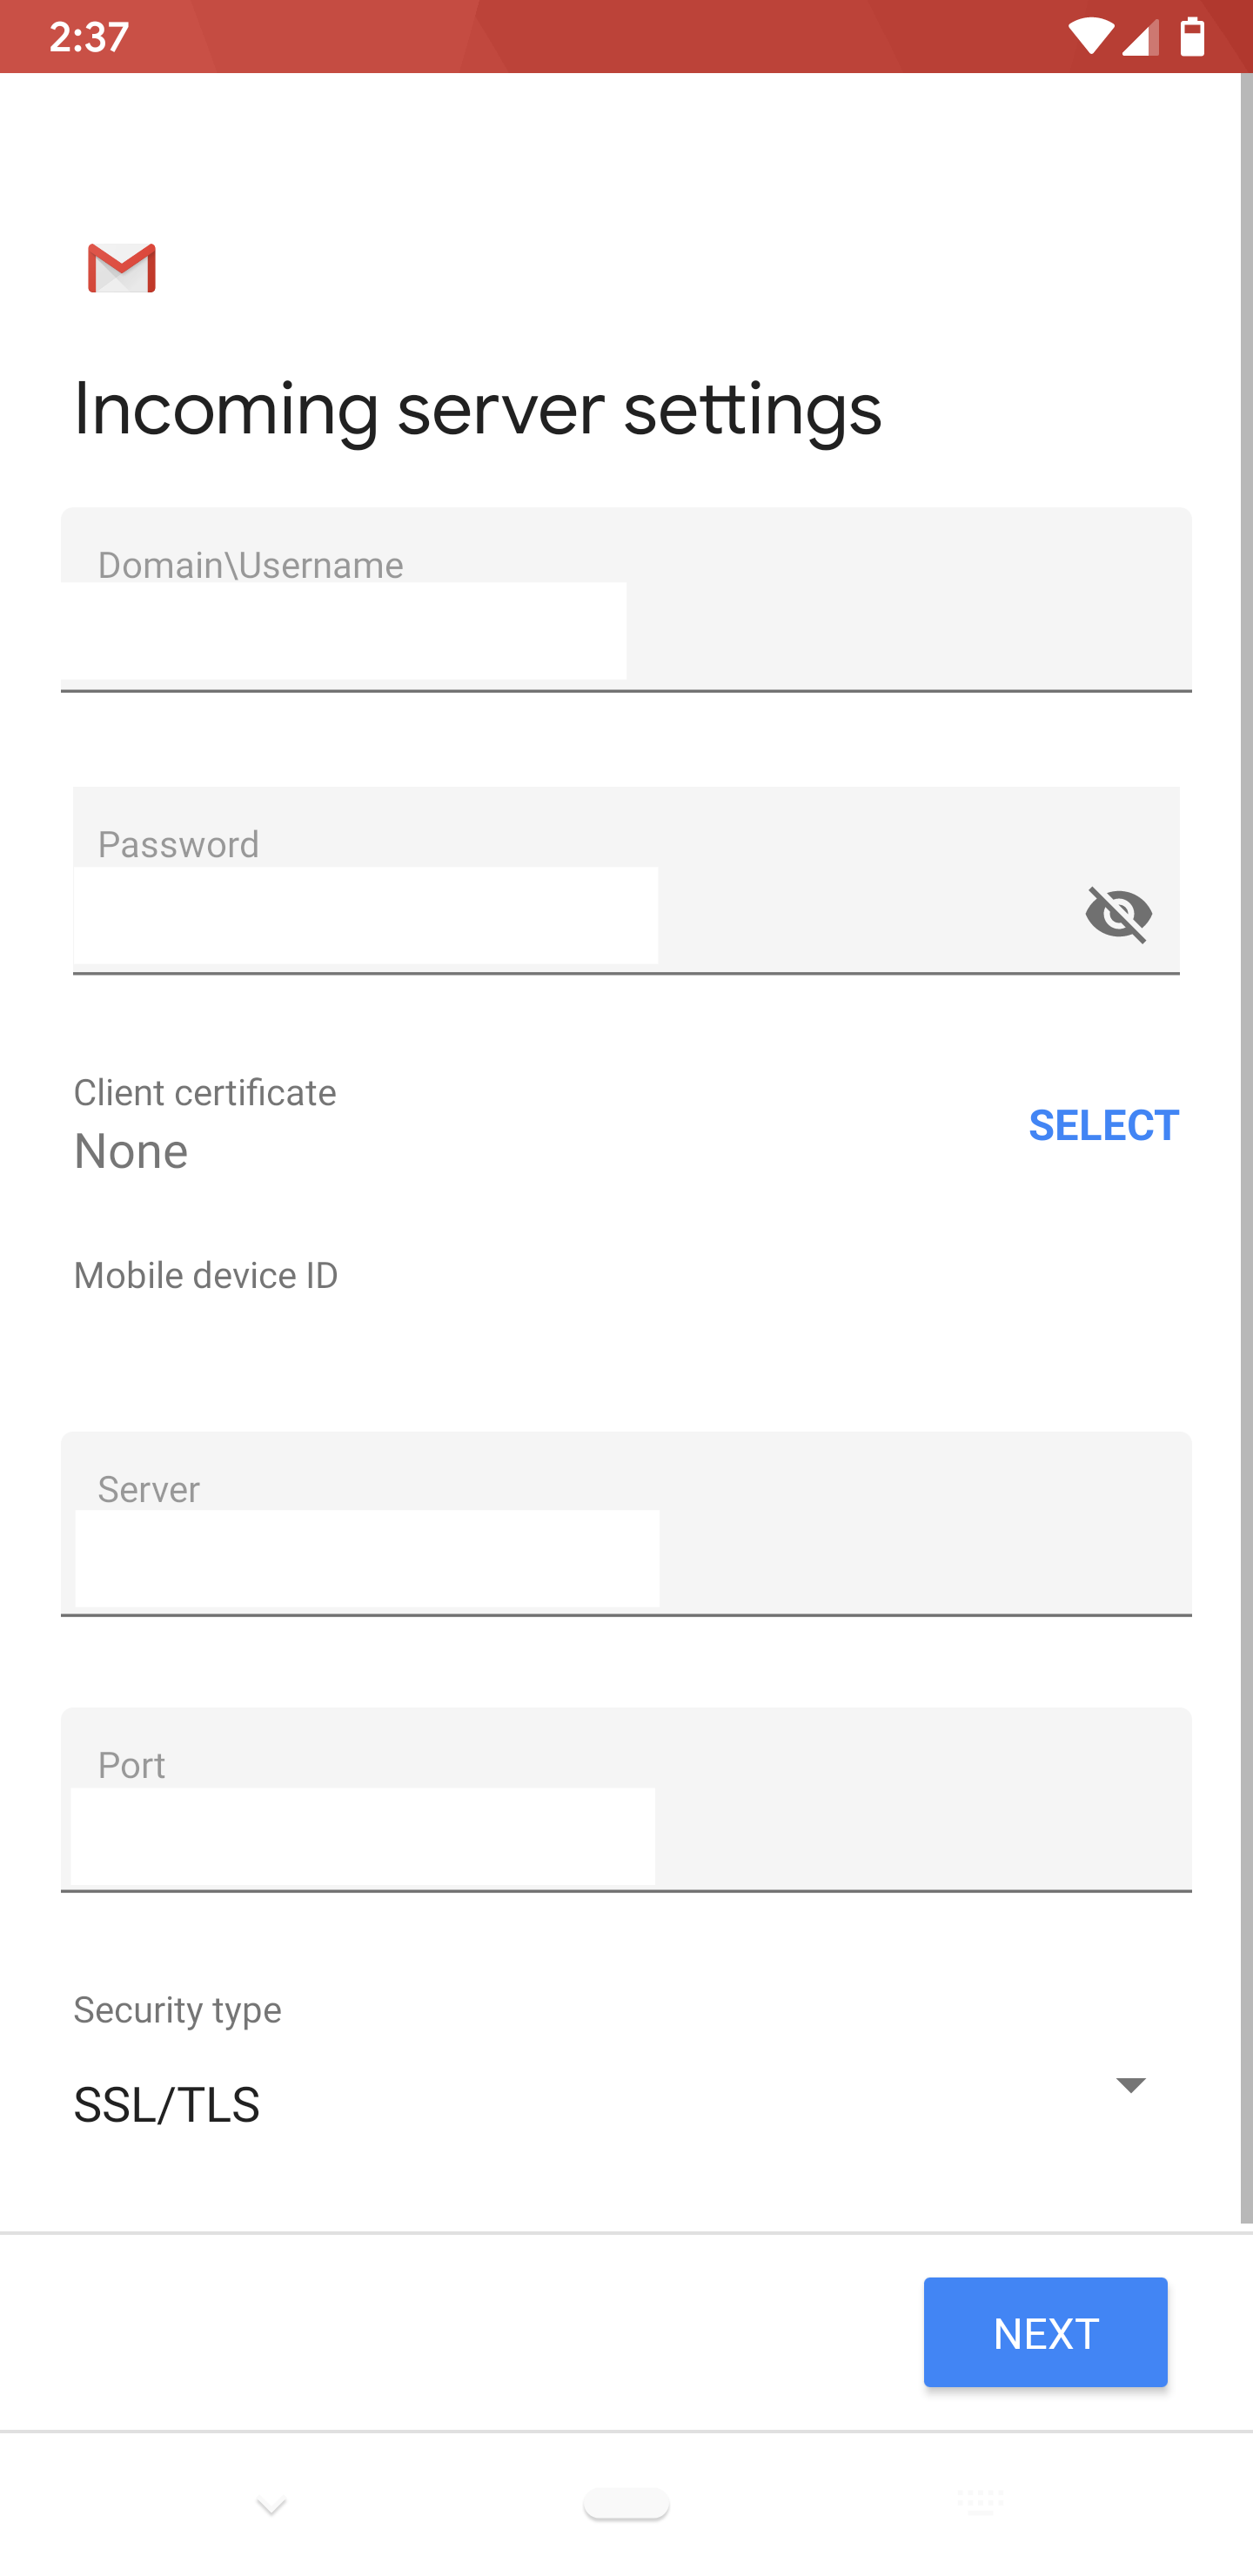 2:37
Incoming server settings
Domain\Username
Password
Client certificate
None
SELECT
Mobile device ID
Server
Port
Security type
SSL/TLS
NEXT